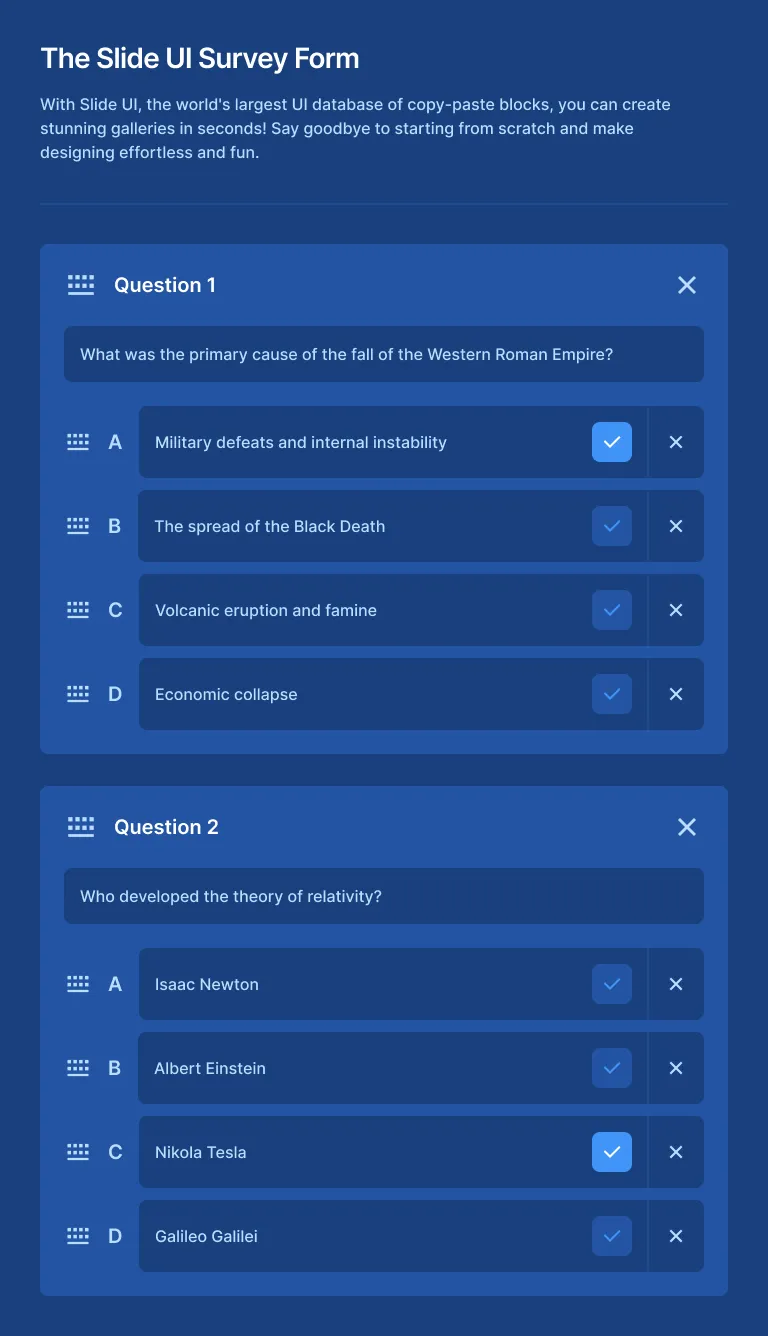 The Slide UI Survey Form
With Slide UI, the world's largest UI database of copy-paste blocks, you can create
stunning galleries in seconds! Say goodbye to starting from scratch and make
designing effortless and fun.
Question 1
What was the primary cause of the fall of the Western Roman Empire?
A Military defeats and internal instability
B The spread of the Black Death
C Volcanic eruption and famine
D Economic collapse
Question 2
Who developed the theory of relativity?
A Isaac Newton
B Albert Einstein
C Nikola Tesla
D Galileo Galilei